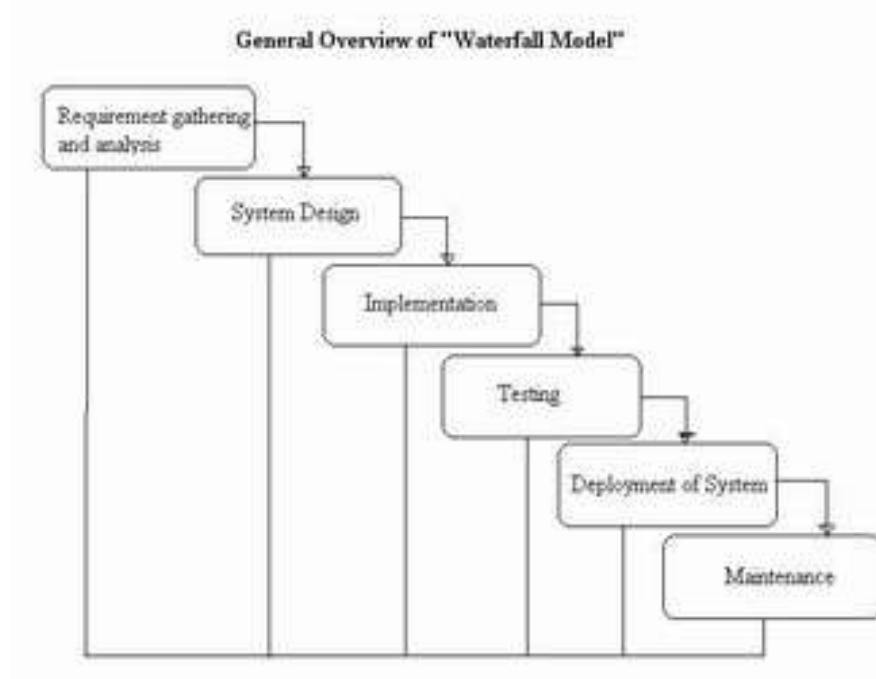 General Overview of "Waterfall Model"
Requirement gathering
and analysis
System Design
Implementation
Testing
Deployment of System
Maintenance